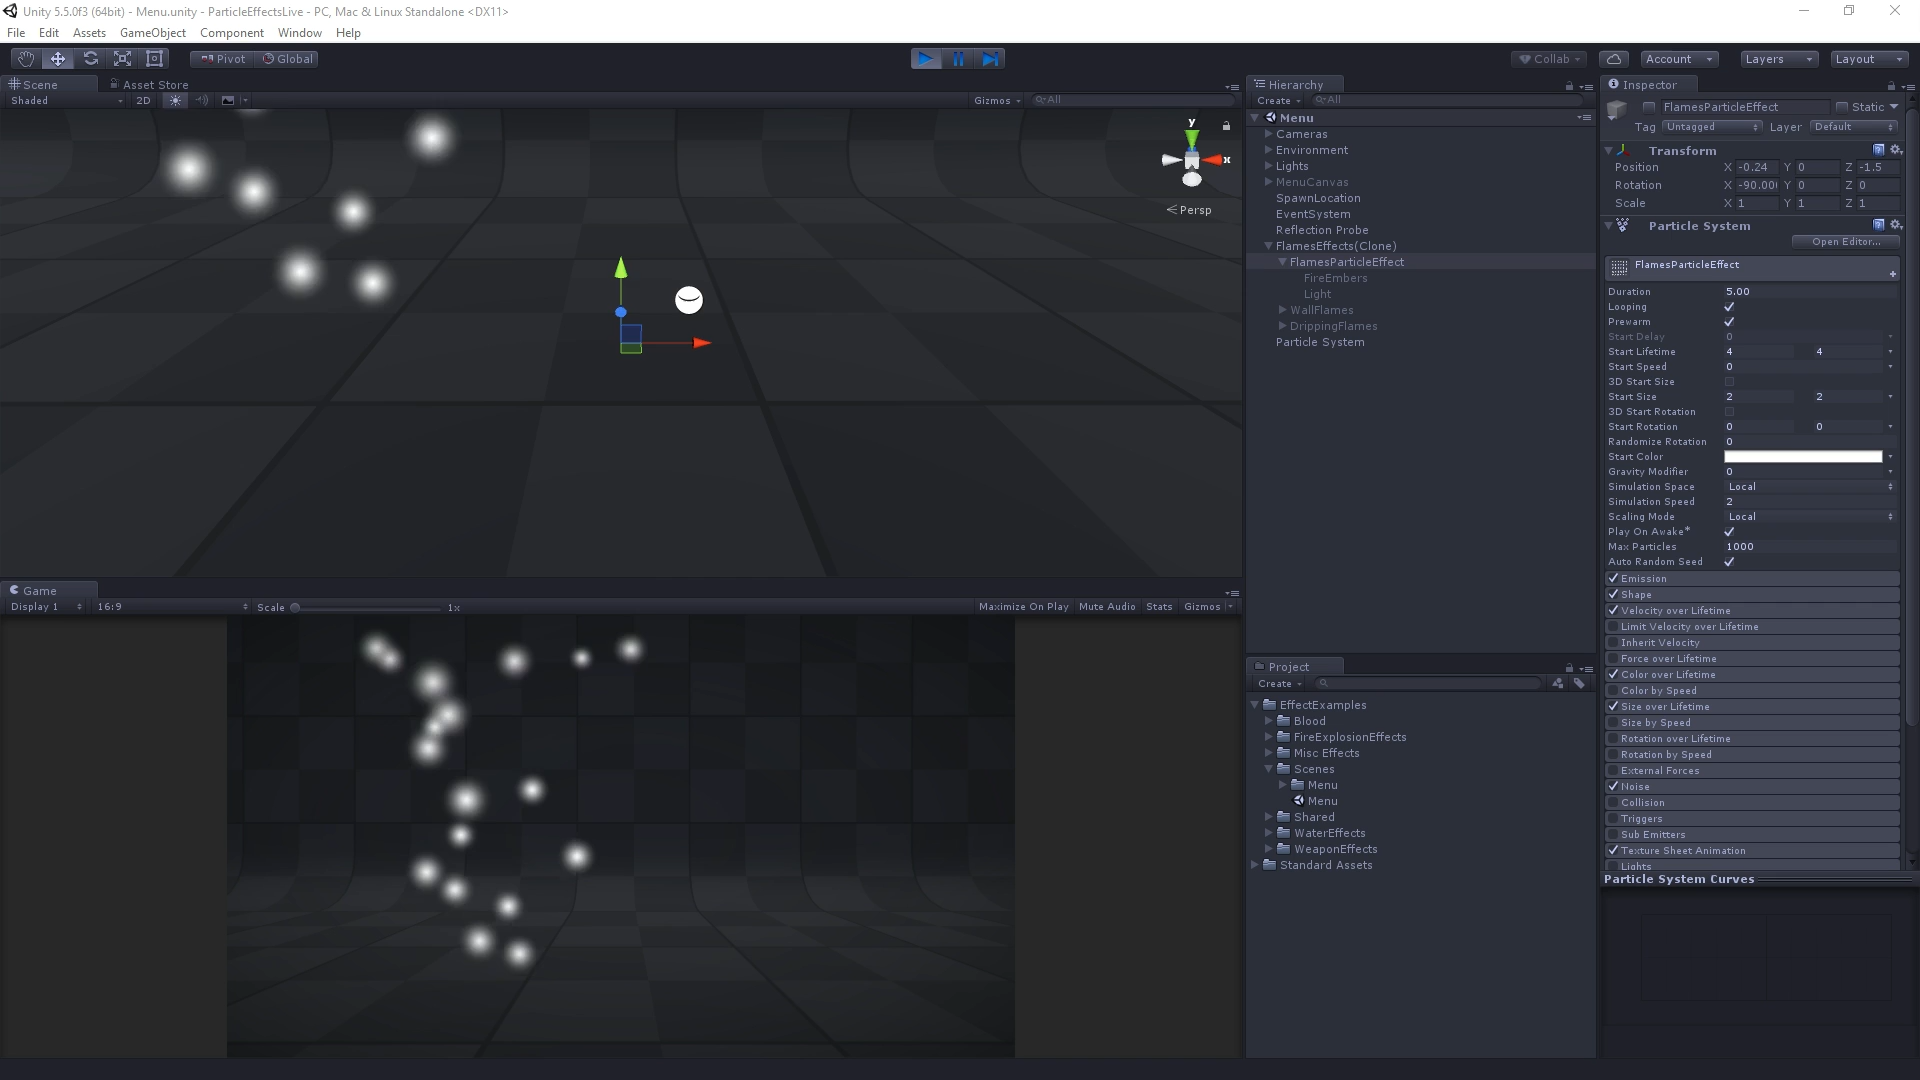 Unity 5.5.0f3 (64bit) - Menu.unity - ParticleEffectsLive - PC, Mac & Linux Standalone <DX11>
File Edit Assets GameObject Component Window Help
Pivot Global
Collab Account Layers Layout
Scene Asset Store
Shaded 2D Gizmos All
y
x
Persp
Game
Display 1 16:9 Scale 1x Maximize On Play Mute Audio Stats Gizmos
Hierarchy
Create All
Menu
Cameras
Environment
Lights
MenuCanvas
SpawnLocation
EventSystem
Reflection Probe
FlamesEffects(Clone)
FlamesParticleEffect
FireEmbers
Light
WallFlames
DrippingFlames
Particle System
Project
Create
EffectExamples
Blood
FireExplosionEffects
Misc Effects
Scenes
Menu
Menu
Shared
WaterEffects
WeaponEffects
Standard Assets
Inspector
FlamesParticleEffect Static
Tag Untagged Layer Default
Transform
Position X -0.24 Y 0 Z -1.5
Rotation X -90.00 Y 0 Z 0
Scale X 1 Y 1 Z 1
Particle System
Open Editor...
FlamesParticleEffect
Duration 5.00
Looping
Prewarm
Start Delay 0
Start Lifetime 4 4
Start Speed 0
3D Start Size
Start Size 2 2
3D Start Rotation
Start Rotation 0 0
Randomize Rotation 0
Start Color
Gravity Modifier 0
Simulation Space Local
Simulation Speed 2
Scaling Mode Local
Play On Awake*
Max Particles 1000
Auto Random Seed
Emission
Shape
Velocity over Lifetime
Limit Velocity over Lifetime
Inherit Velocity
Force over Lifetime
Color over Lifetime
Color by Speed
Size over Lifetime
Size by Speed
Rotation over Lifetime
Rotation by Speed
External Forces
Noise
Collision
Triggers
Sub Emitters
Texture Sheet Animation
Lights
Particle System Curves